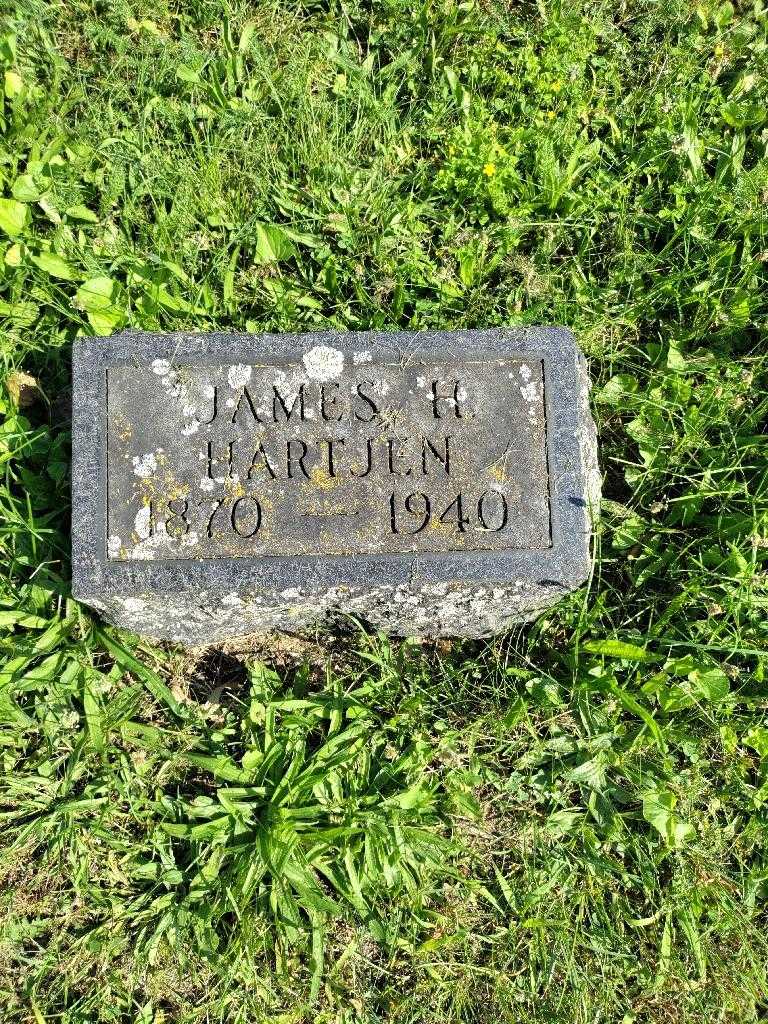 JAMES H.
HARTJEN
1870 — 1940